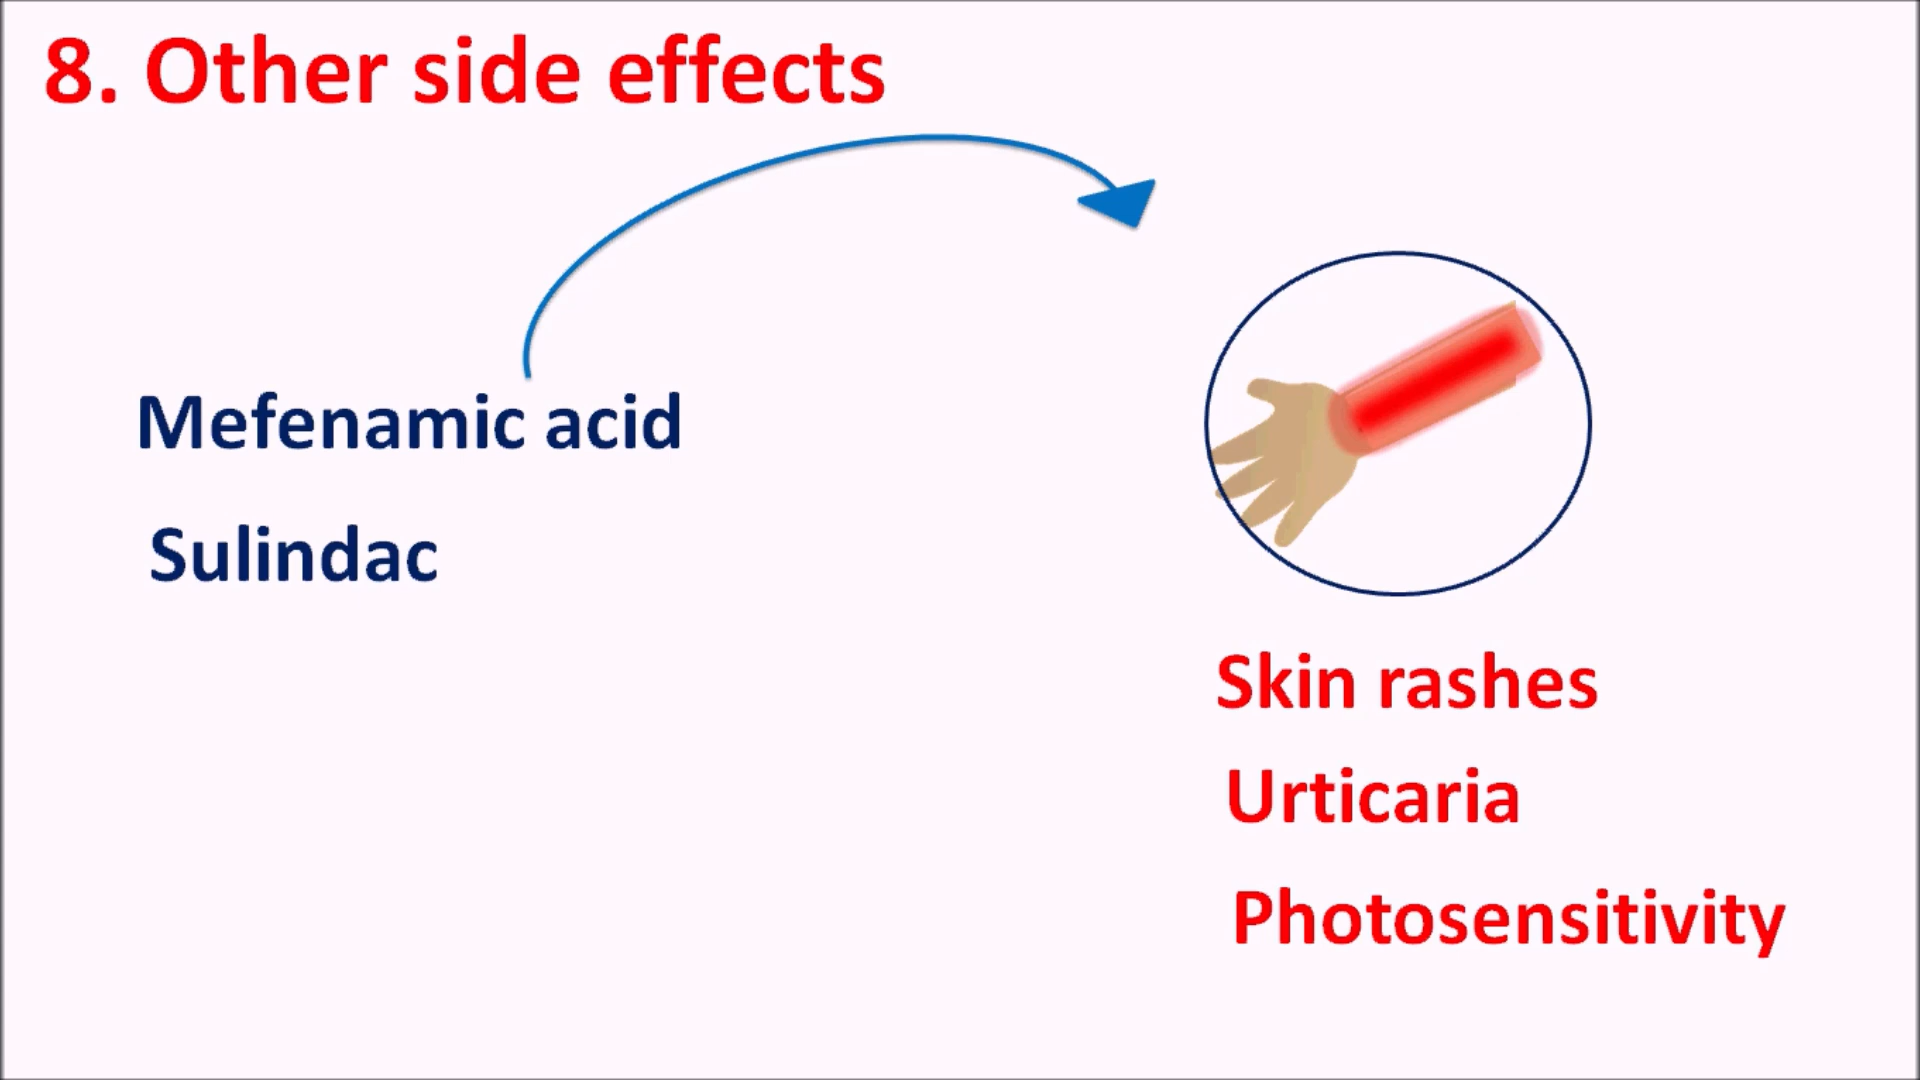 8. Other side effects
Mefenamic acid
Sulindac
Skin rashes
Urticaria
Photosensitivity